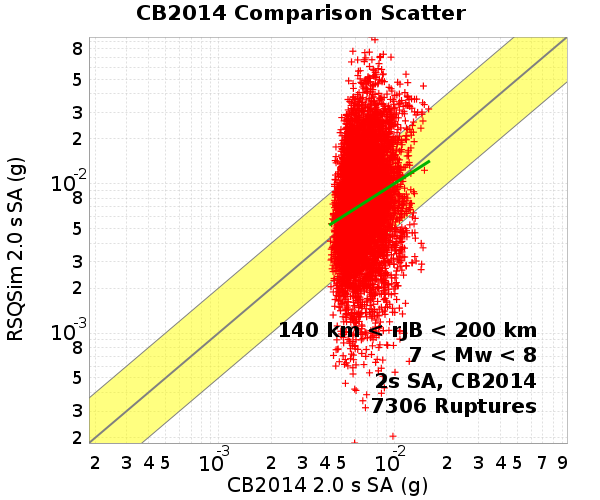 CB2014 Comparison Scatter
RSQSim 2.0 s SA (g)
8
5
3
2
10-2
8
5
3
2
10-3
8
5
3
2
140 km < rJB < 200 km
7 < Mw < 8
2s SA, CB2014
7306 Ruptures
2 3 4 5 10-3 2 3 4 5 10-2 2 3 4 5 7 9
CB2014 2.0 s SA (g)